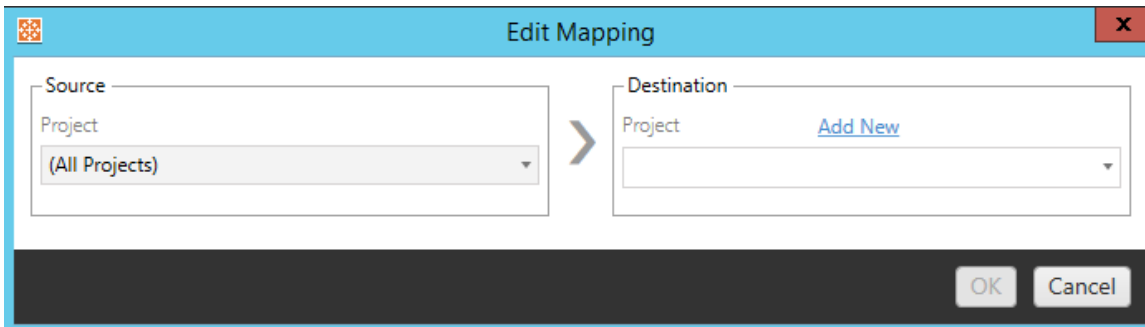 Edit Mapping
x
Source
Project
(All Projects)
Destination
Project Add New
OK Cancel